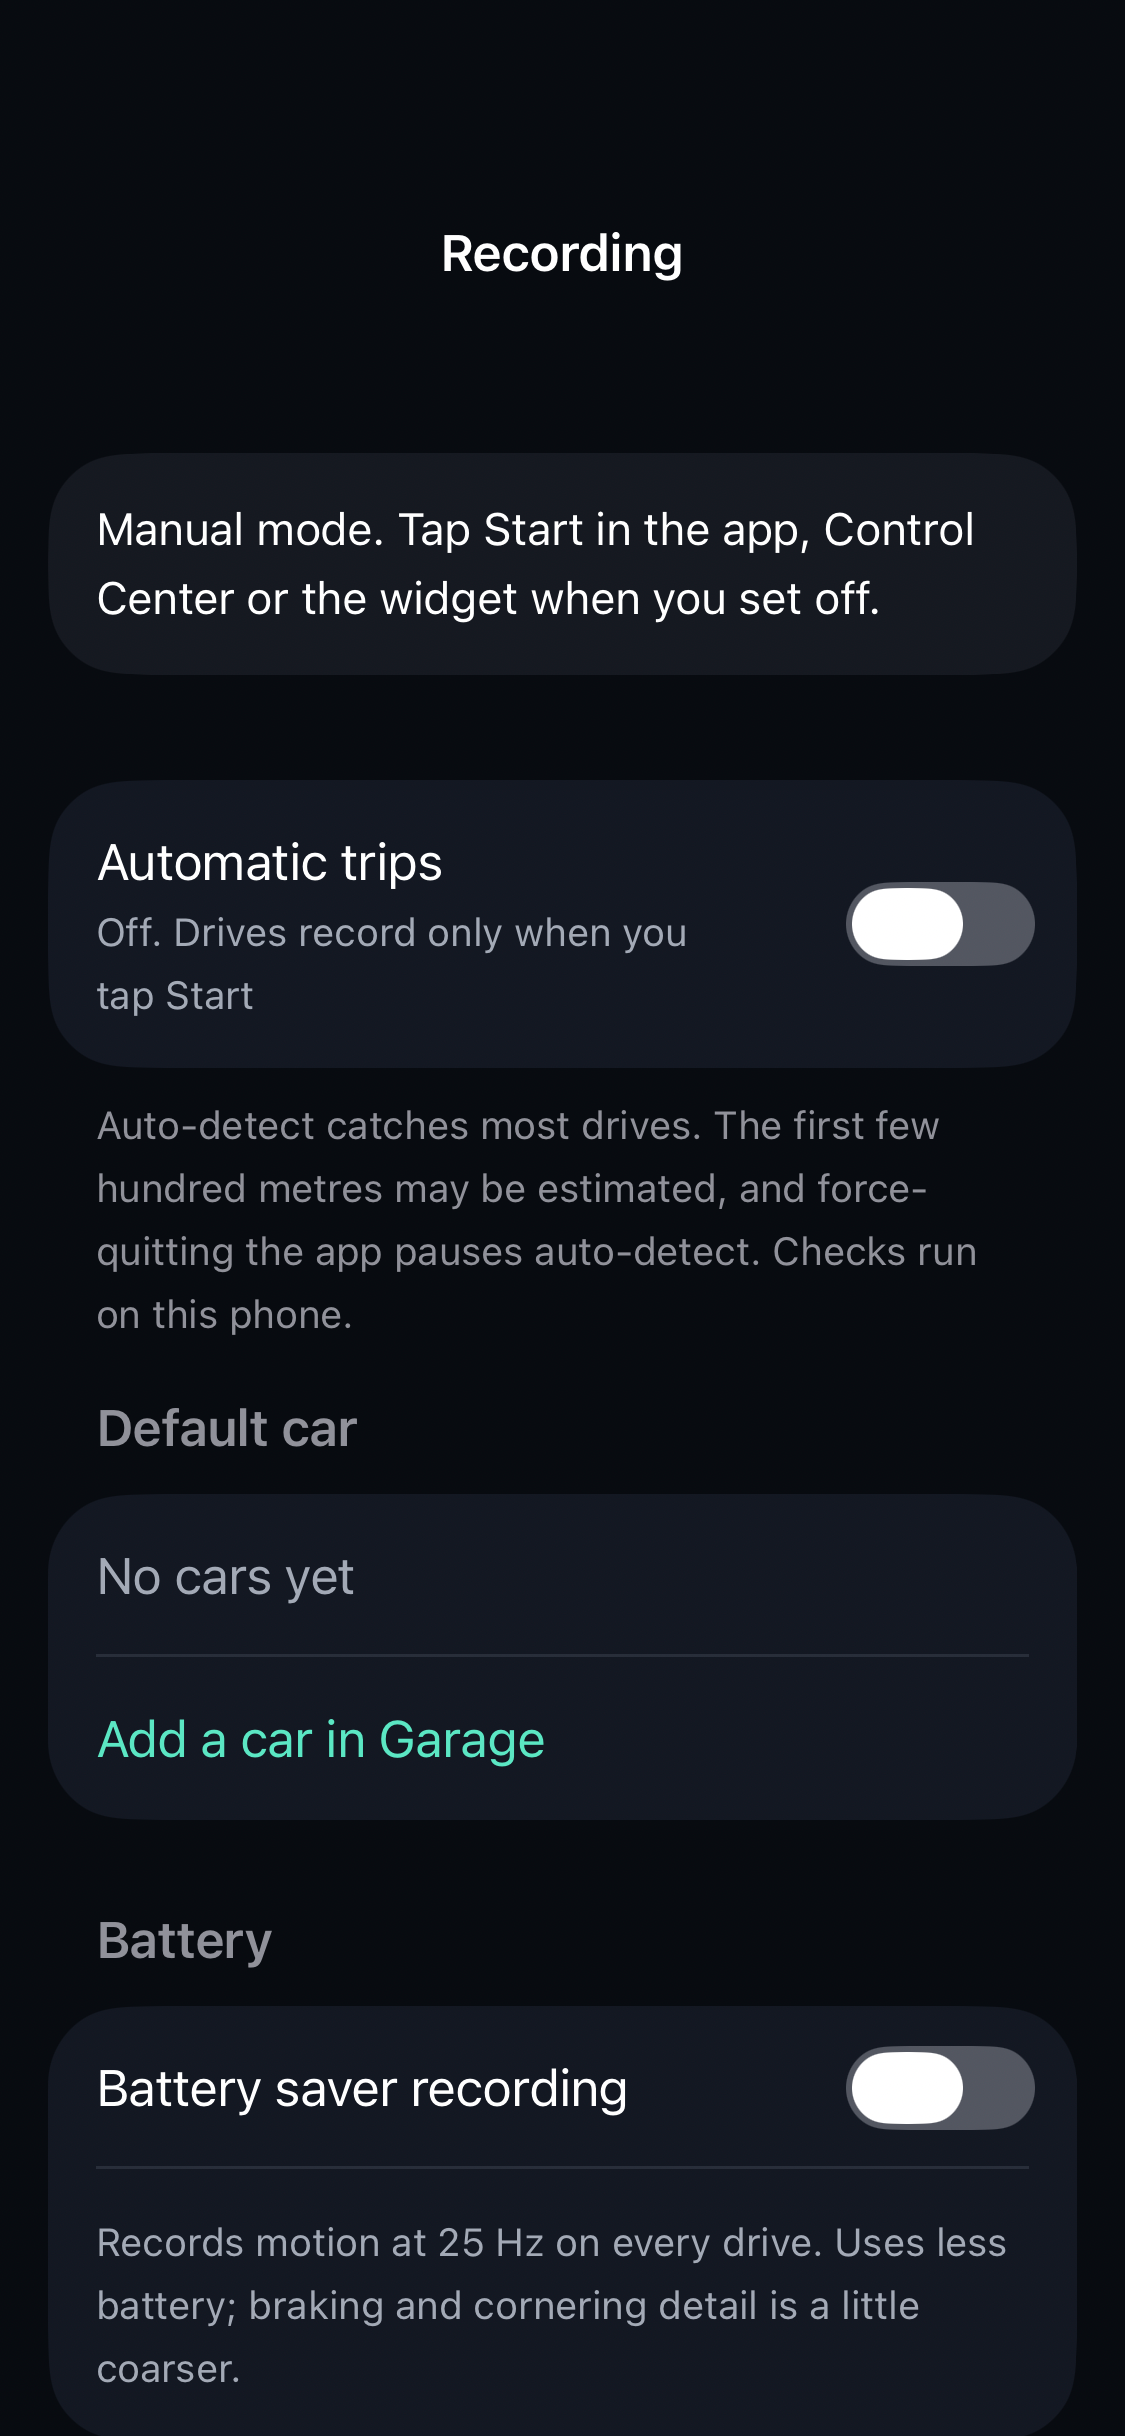 Recording
Manual mode. Tap Start in the app, Control
Center or the widget when you set off.
Automatic trips
Off. Drives record only when you
tap Start
Auto-detect catches most drives. The first few
hundred metres may be estimated, and force-
quitting the app pauses auto-detect. Checks run
on this phone.
Default car
No cars yet
Add a car in Garage
Battery
Battery saver recording
Records motion at 25 Hz on every drive. Uses less
battery; braking and cornering detail is a little
coarser.